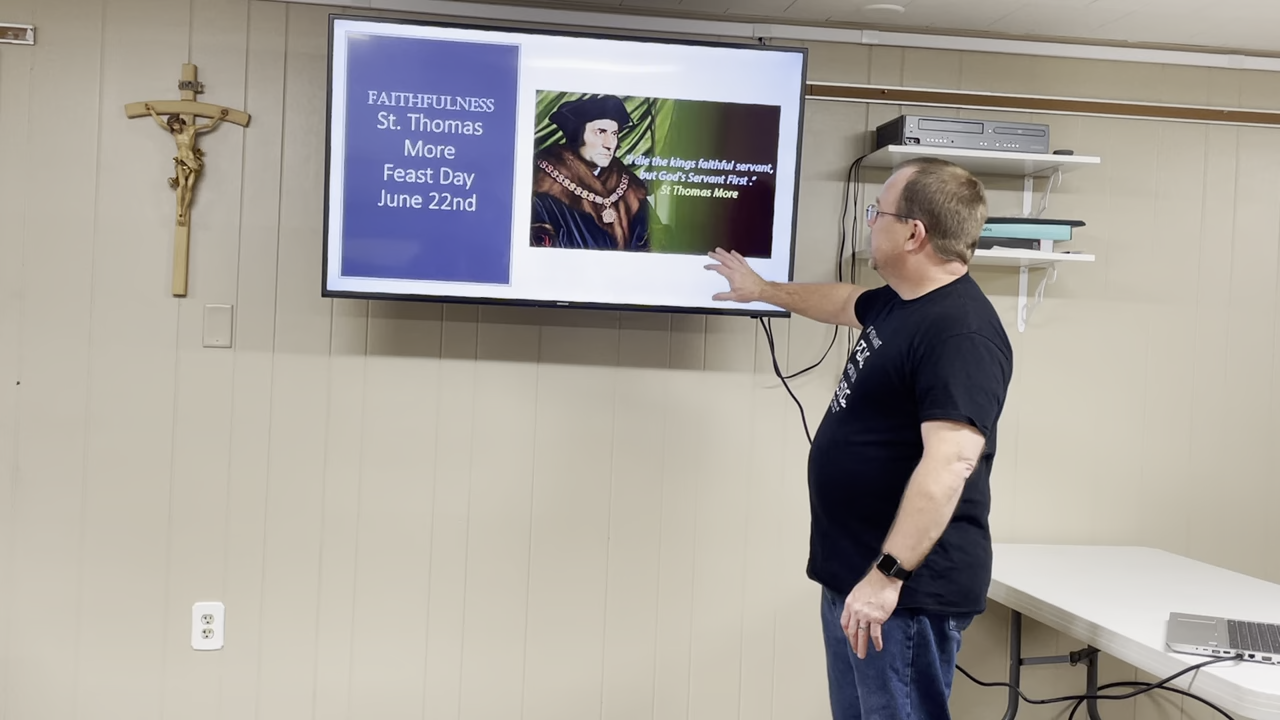 FAITHFULNESS
St. Thomas
More
Feast Day
June 22nd
"I die the kings faithful servant,
but God's Servant First ."
St Thomas More